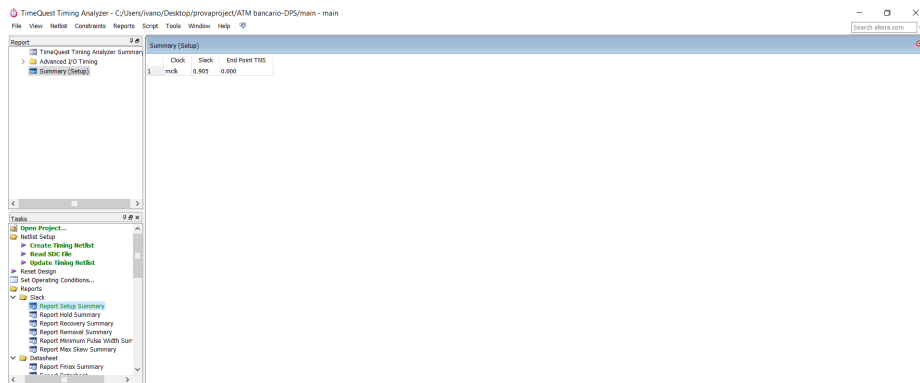 TimeQuest Timing Analyzer - C:/Users/ivano/Desktop/provaproject/ATM bancario-DPS/main - main
File View Netlist Constraints Reports Script Tools Window Help
Search altera.com
Report
TimeQuest Timing Analyzer Summar
Advanced I/O Timing
Summary (Setup)
Summary (Setup)
Clock Slack End Point TNS
1 mclk 0.905 0.000
Tasks
Open Project...
Netlist Setup
Create Timing Netlist
Read SDC File
Update Timing Netlist
Reset Design
Set Operating Conditions...
Reports
Slack
Report Setup Summary
Report Hold Summary
Report Recovery Summary
Report Removal Summary
Report Minimum Pulse Width Sum
Report Max Skew Summary
Datasheet
Report Fmax Summary
Report Datasheet